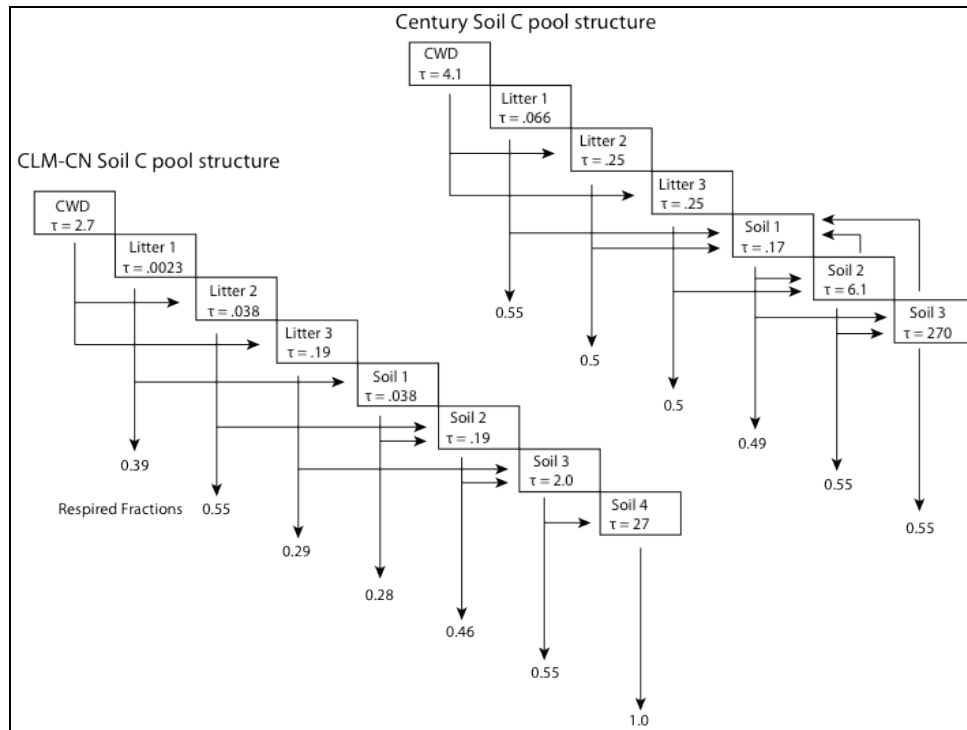 Century Soil C pool structure
CWD
τ = 4.1
Litter 1
τ = .066
Litter 2
τ = .25
Litter 3
τ = .25
Soil 1
τ = .17
Soil 2
τ = 6.1
Soil 3
τ = 270
0.55
0.5
0.5
0.49
0.55
0.55
CLM-CN Soil C pool structure
CWD
τ = 2.7
Litter 1
τ = .0023
Litter 2
τ = .038
Litter 3
τ = .19
Soil 1
τ = .038
Soil 2
τ = .19
Soil 3
τ = 2.0
Soil 4
τ = 27
0.39
Respired Fractions
0.55
0.29
0.28
0.46
0.55
1.0